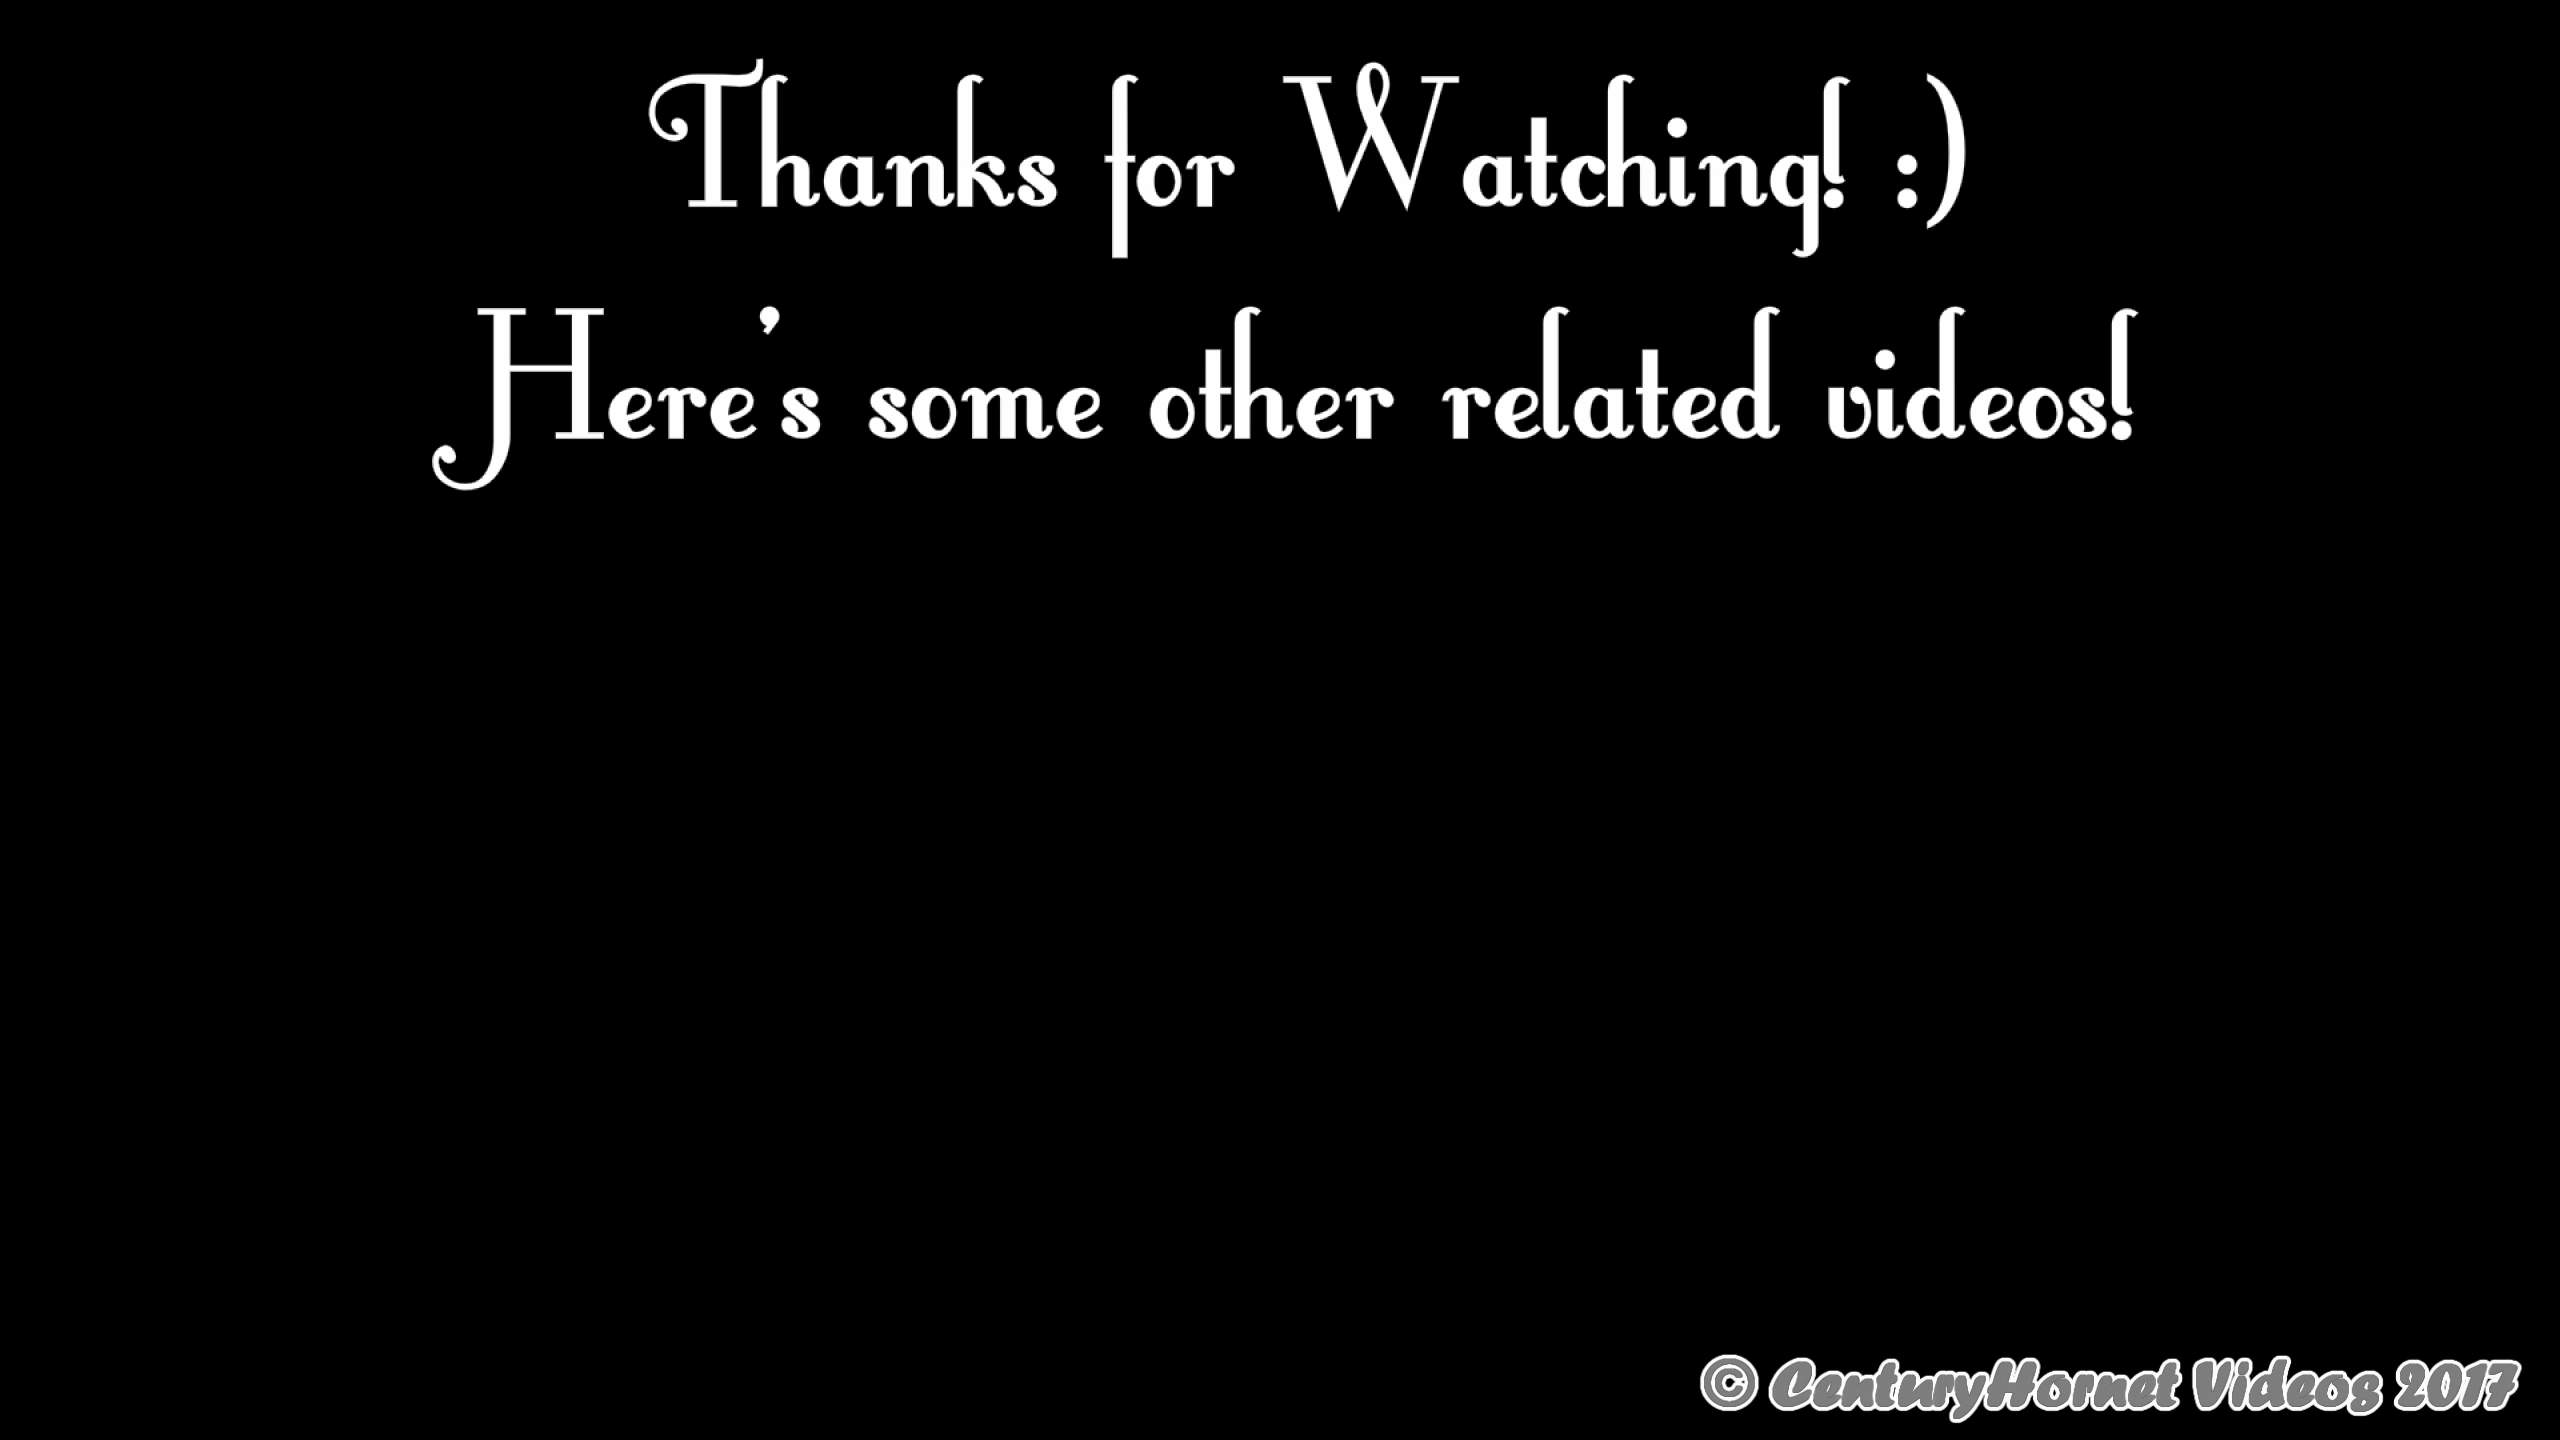 Thanks for Watching! :)
Here's some other related videos!
© CenturyHornet Videos 2017